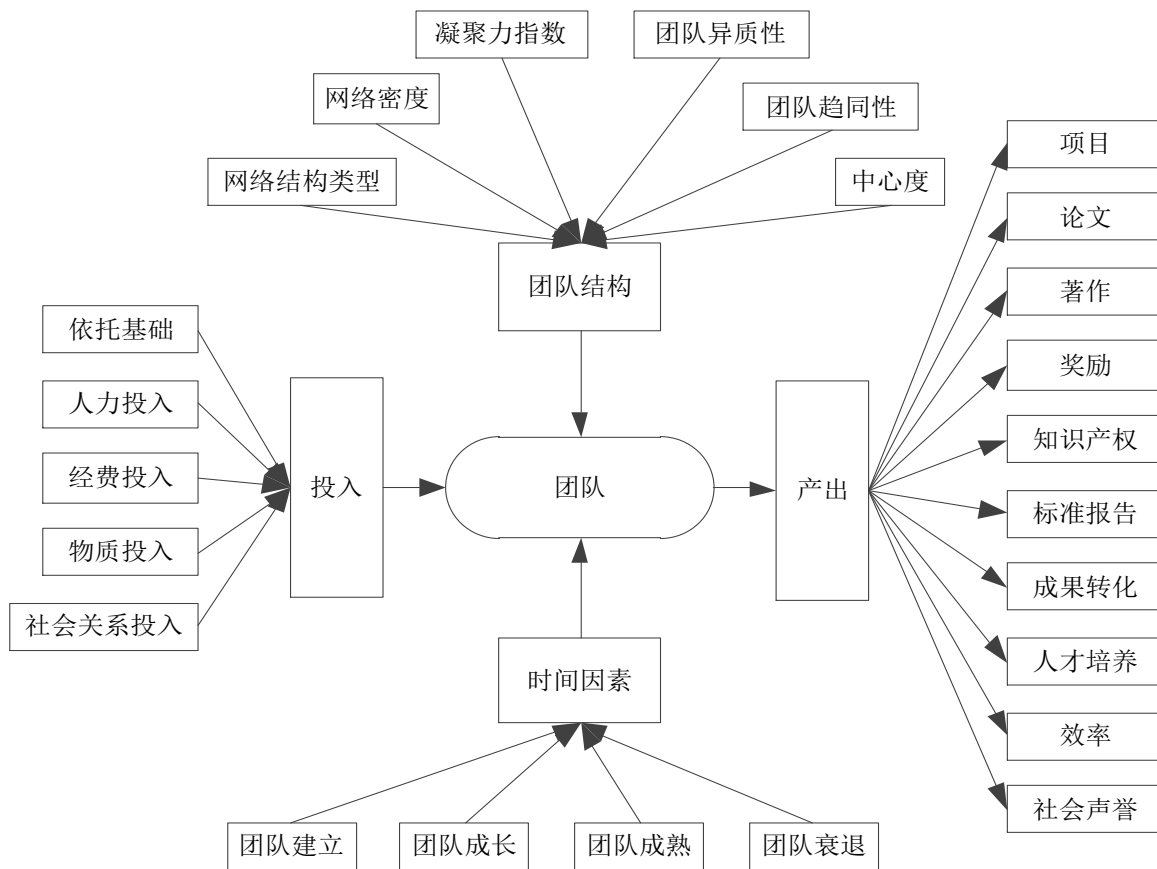 凝聚力指数
团队异质性
网络密度
团队趋同性
网络结构类型
中心度
团队结构
依托基础
人力投入
经费投入
物质投入
社会关系投入
投入
团队
产出
项目
论文
著作
奖励
知识产权
标准报告
成果转化
人才培养
效率
社会声誉
时间因素
团队建立
团队成长
团队成熟
团队衰退